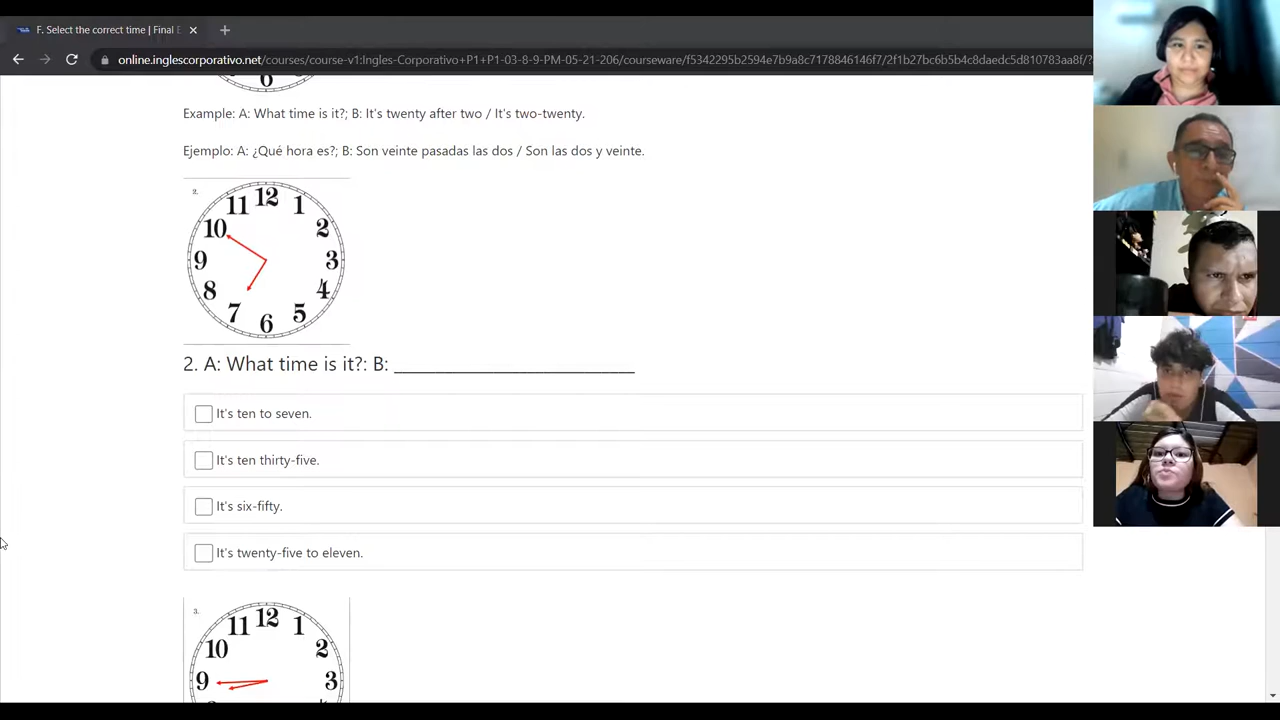 F. Select the correct time | Final E
online.inglescorporativo.net/courses/course-v1:Ingles-Corporativo+P1+P1-03-8-9-PM-05-21-206/courseware/f5342295b2594e7b9a8c7178846146f7/2f1b27bc6b5b4c8daedc5d810783aa8f/?
6
Example: A: What time is it?; B: It's twenty after two / It's two-twenty.
Ejemplo: A: ¿Qué hora es?; B: Son veinte pasadas las dos / Son las dos y veinte.
2.
11 12 1
10 2
9 3
8 4
7 6 5
2. A: What time is it?: B: ___________________________
It's ten to seven.
It's ten thirty-five.
It's six-fifty.
It's twenty-five to eleven.
3.
11 12 1
10 2
9 3